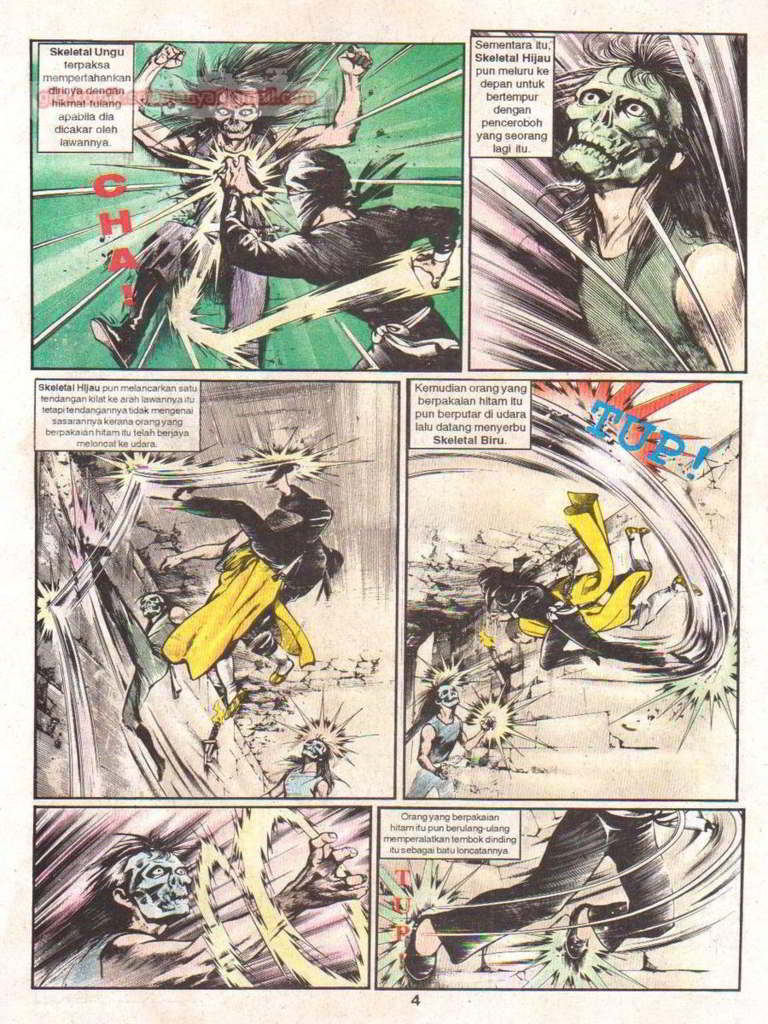 Skeletal Ungu
terpaksa
mempertahankan
dirinya dengan
hikmat tulang
apabila dia
dicakar oleh
lawannya.
CHA!
Sementara itu,
Skeletal Hijau
pun meluru ke
depan untuk
bertempur
dengan
penceroboh
yang seorang
lagi itu.
Skeletal Hijau pun melancarkan satu
tendangan kilat ke arah lawannya itu
tetapi tendangannya tidak mengenai
sasarannya kerana orang yang
berpakaian hitam itu telah berjaya
meloncat ke udara.
Kemudian orang yang
berpakaian hitam itu
pun berputar di udara
lalu datang menyerbu
Skeletal Biru.
TUP!
Orang yang berpakaian
hitam itu pun berulang-ulang
memperalatkan tembok dinding
itu sebagai batu loncatannya.
TUP!
4